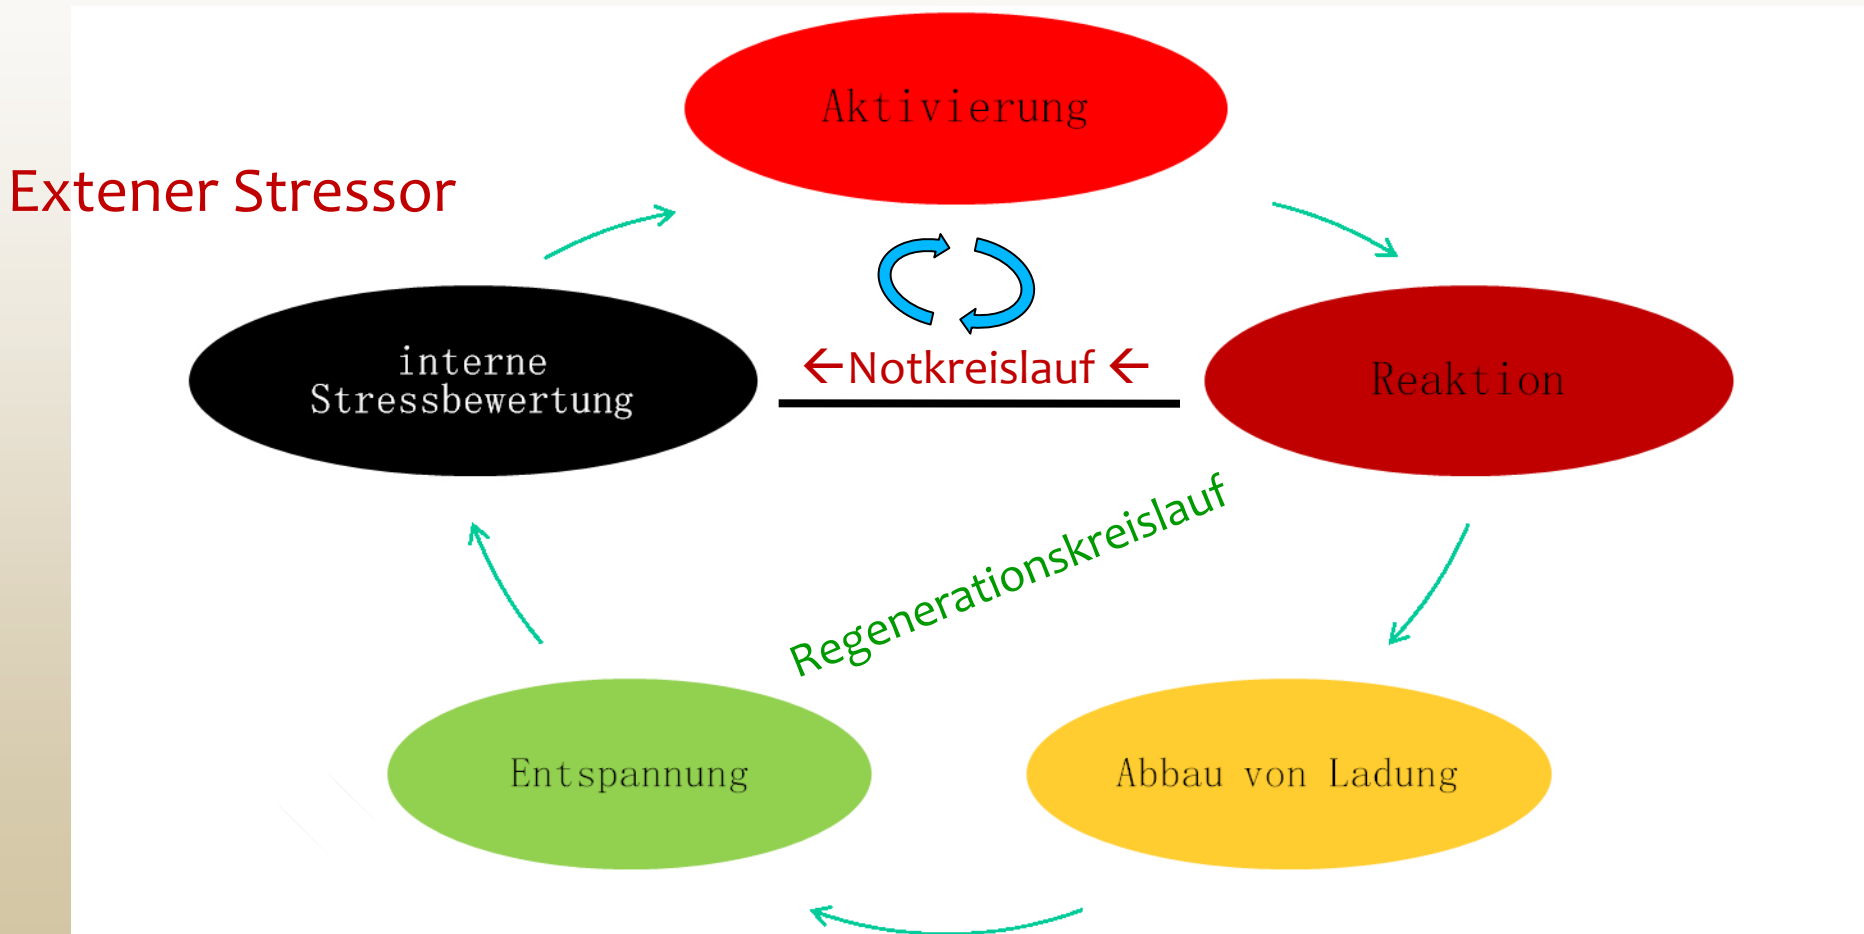 Aktivierung
Extener Stressor
interne
Stressbewertung
←Notkreislauf ←
Reaktion
Regenerationskreislauf
Entspannung
Abbau von Ladung